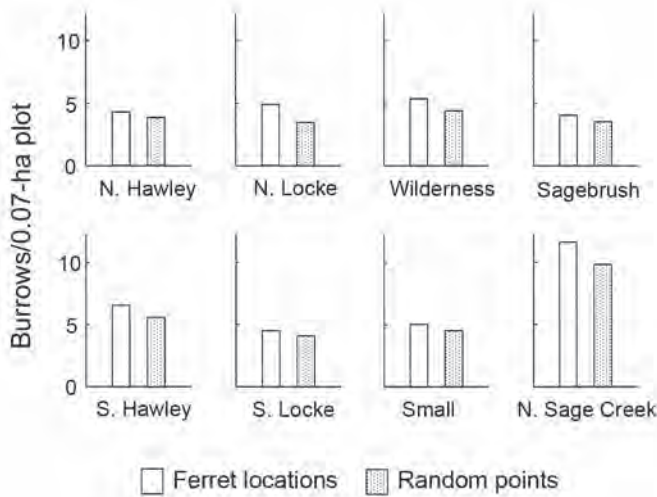 Burrows/0.07-ha plot
10
5
0
N. Hawley
N. Locke
Wilderness
Sagebrush
10
5
0
S. Hawley
S. Locke
Small
N. Sage Creek
Ferret locations
Random points